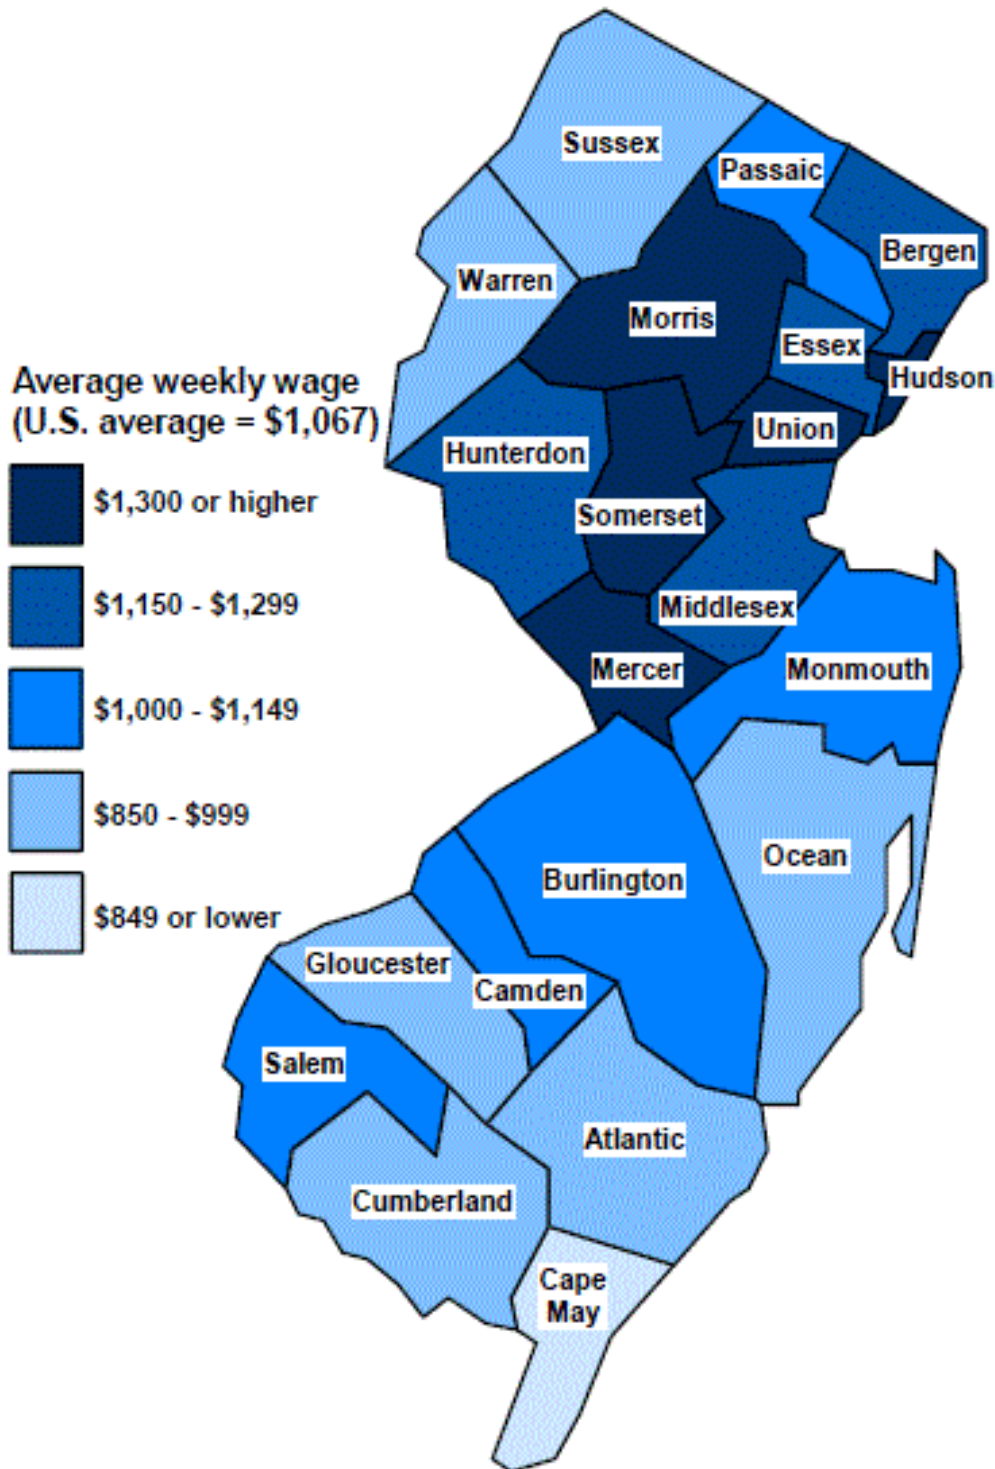 Sussex
Passaic
Bergen
Warren
Morris
Essex
Hudson
Average weekly wage
(U.S. average = $1,067)
Union
Hunterdon
$1,300 or higher
Somerset
$1,150 - $1,299
Middlesex
Mercer
Monmouth
$1,000 - $1,149
$850 - $999
Ocean
Burlington
$849 or lower
Gloucester
Camden
Salem
Atlantic
Cumberland
Cape
May